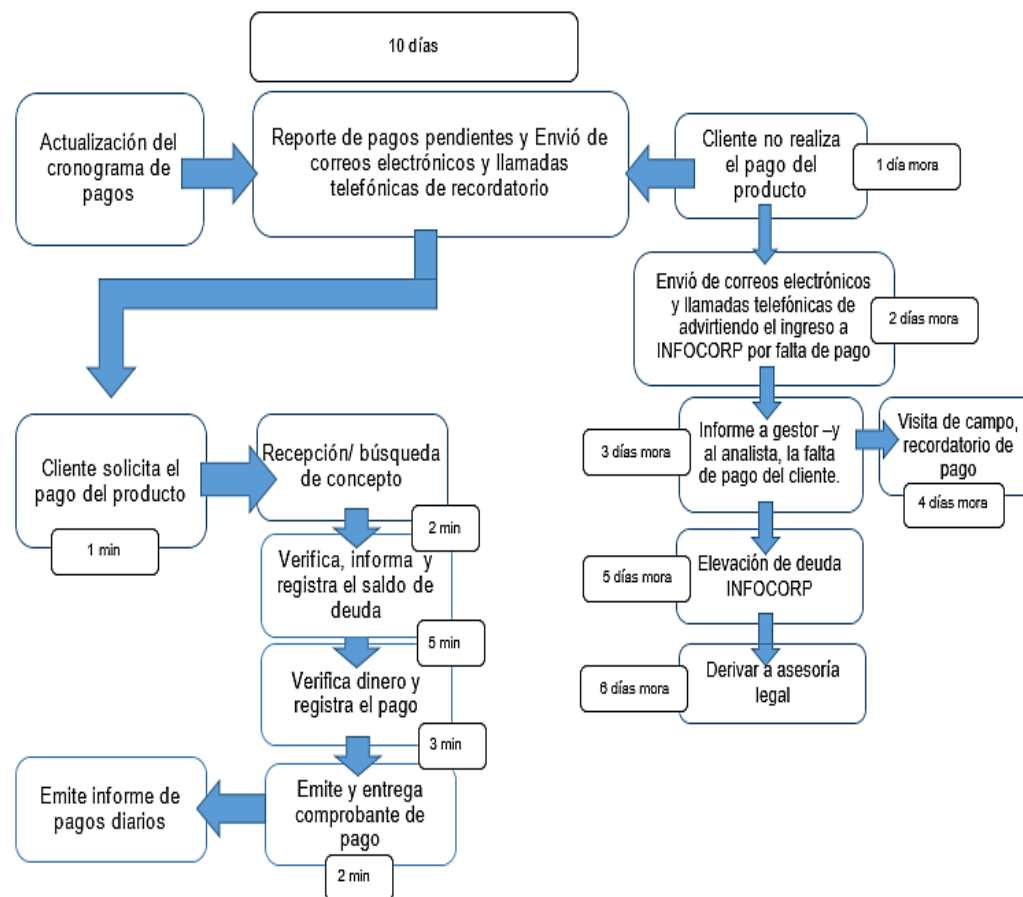 10 días
Actualización del
cronograma de
pagos
Reporte de pagos pendientes y Envió de
correos electrónicos y llamadas
telefónicas de recordatorio
Cliente no realiza
el pago del
producto
1 día mora
Envió de correos electrónicos
y llamadas telefónicas de
advirtiendo el ingreso a
INFOCORP por falta de pago
2 días mora
3 días mora
Informe a gestor –y
al analista, la falta
de pago del cliente.
Visita de campo,
recordatorio de
pago
4 días mora
Cliente solicita el
pago del producto
1 min
Recepción/ búsqueda
de concepto
2 min
Verifica, informa y
registra el saldo de
deuda
5 min
5 días mora
Elevación de deuda
INFOCORP
Verifica dinero y
registra el pago
3 min
6 días mora
Derivar a asesoría
legal
Emite y entrega
comprobante de
pago
2 min
Emite informe de
pagos diarios